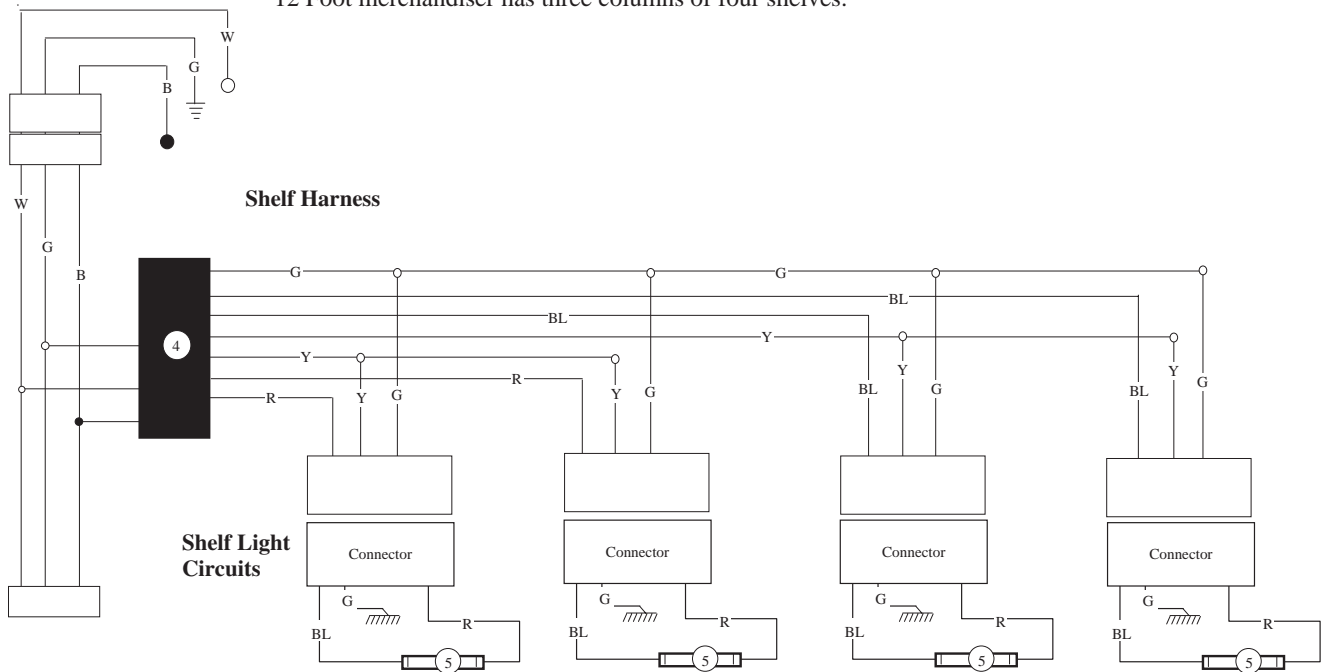 12 Foot merchandiser has three columns of four shelves.
W
G
B
Shelf Harness
W
G
B
G
G
BL
BL
Y
4
Y
R
R
Y
G
Y
G
BL
Y
G
BL
Y
G
Shelf Light
Circuits
Connector
Connector
Connector
Connector
G
BL
R
5
G
BL
R
5
G
BL
R
5
G
BL
R
5